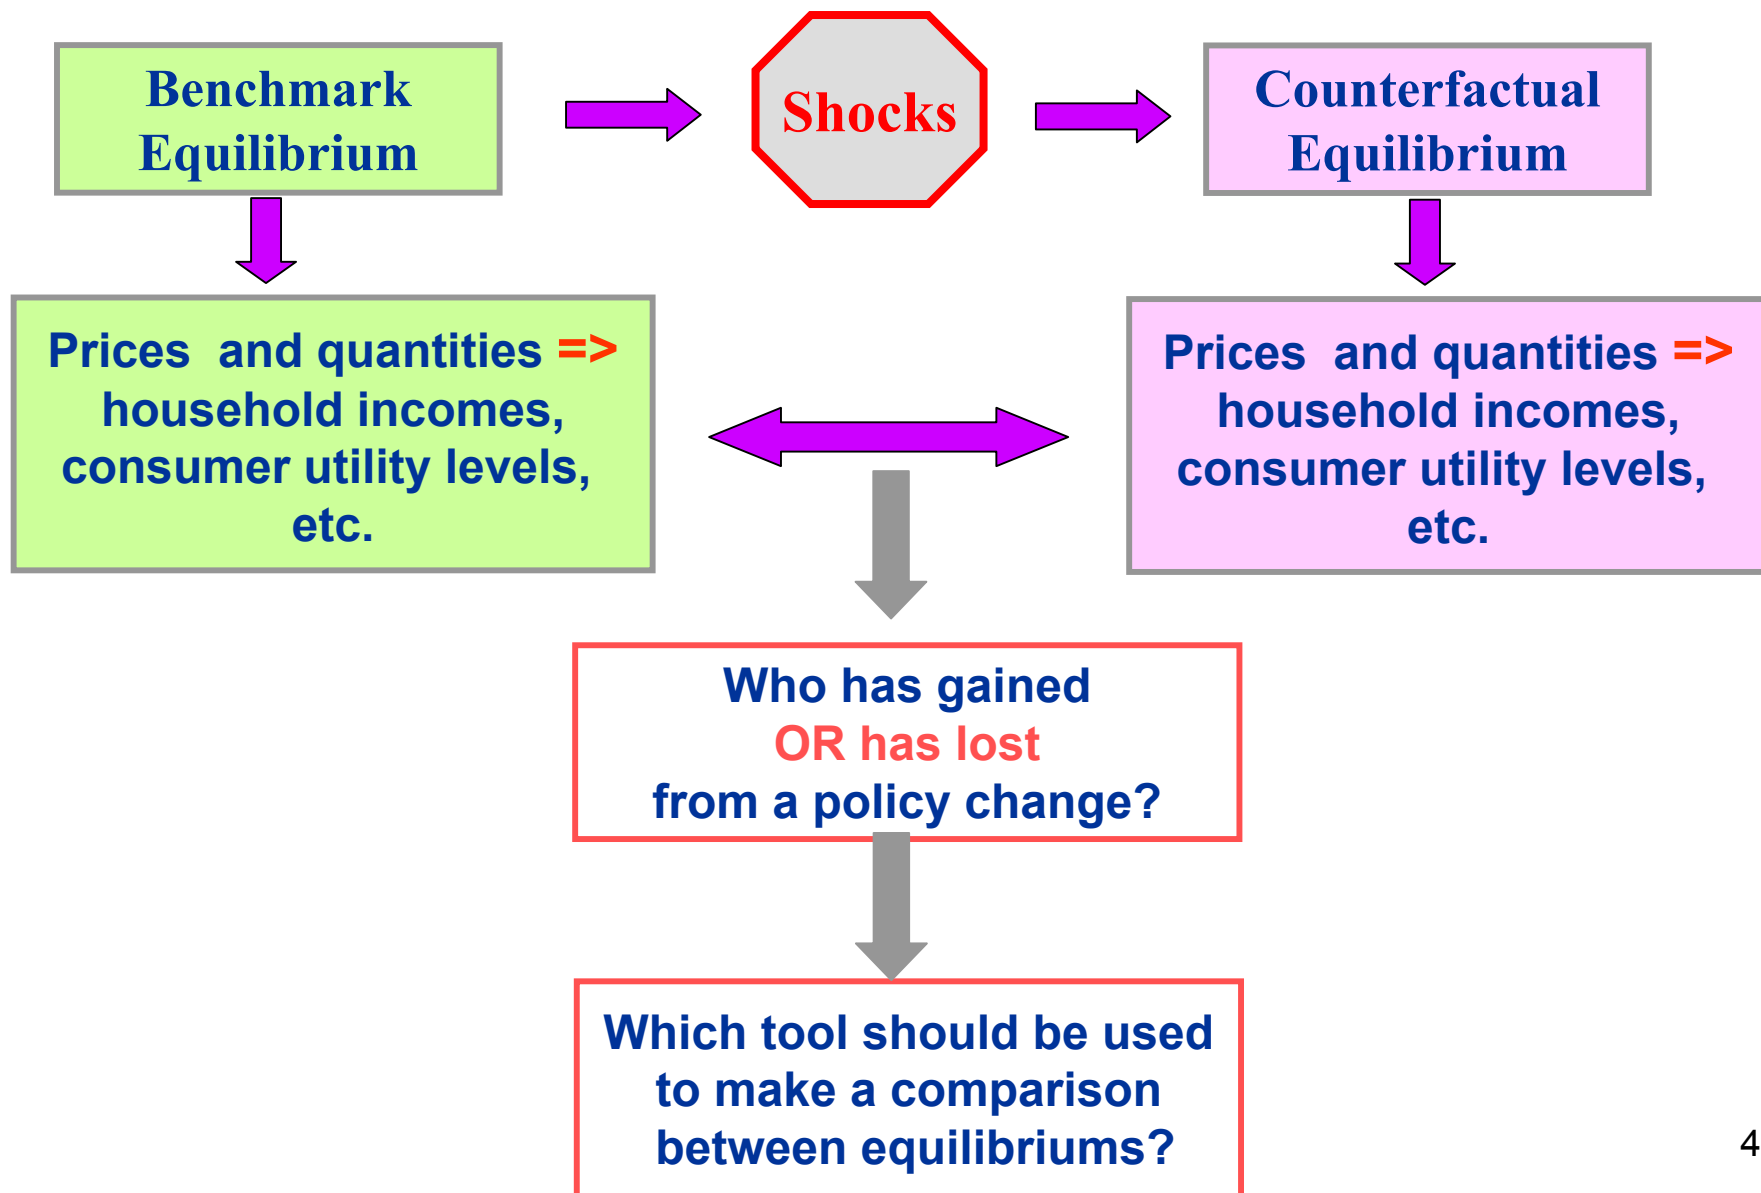 Benchmark
Equilibrium
Shocks
Counterfactual
Equilibrium
Prices  and quantities =>
household incomes,
consumer utility levels,
etc.
Prices  and quantities =>
household incomes,
consumer utility levels,
etc.
Who has gained
OR has lost
from a policy change?
Which tool should be used
to make a comparison
between equilibriums?
4